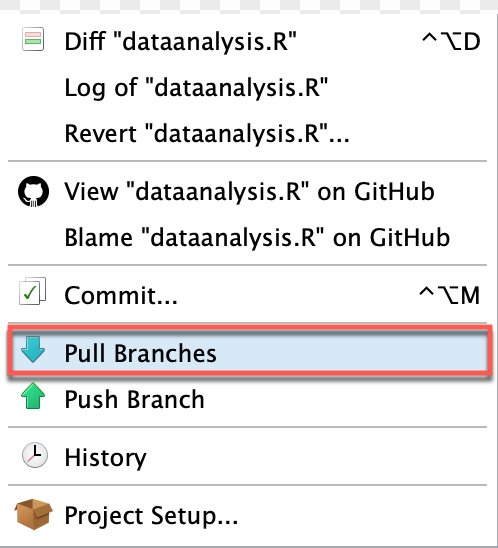 Diff "dataanalysis.R" ⌃⌥D
Log of "dataanalysis.R"
Revert "dataanalysis.R"...
View "dataanalysis.R" on GitHub
Blame "dataanalysis.R" on GitHub
Commit... ⌃⌥M
Pull Branches
Push Branch
History
Project Setup...